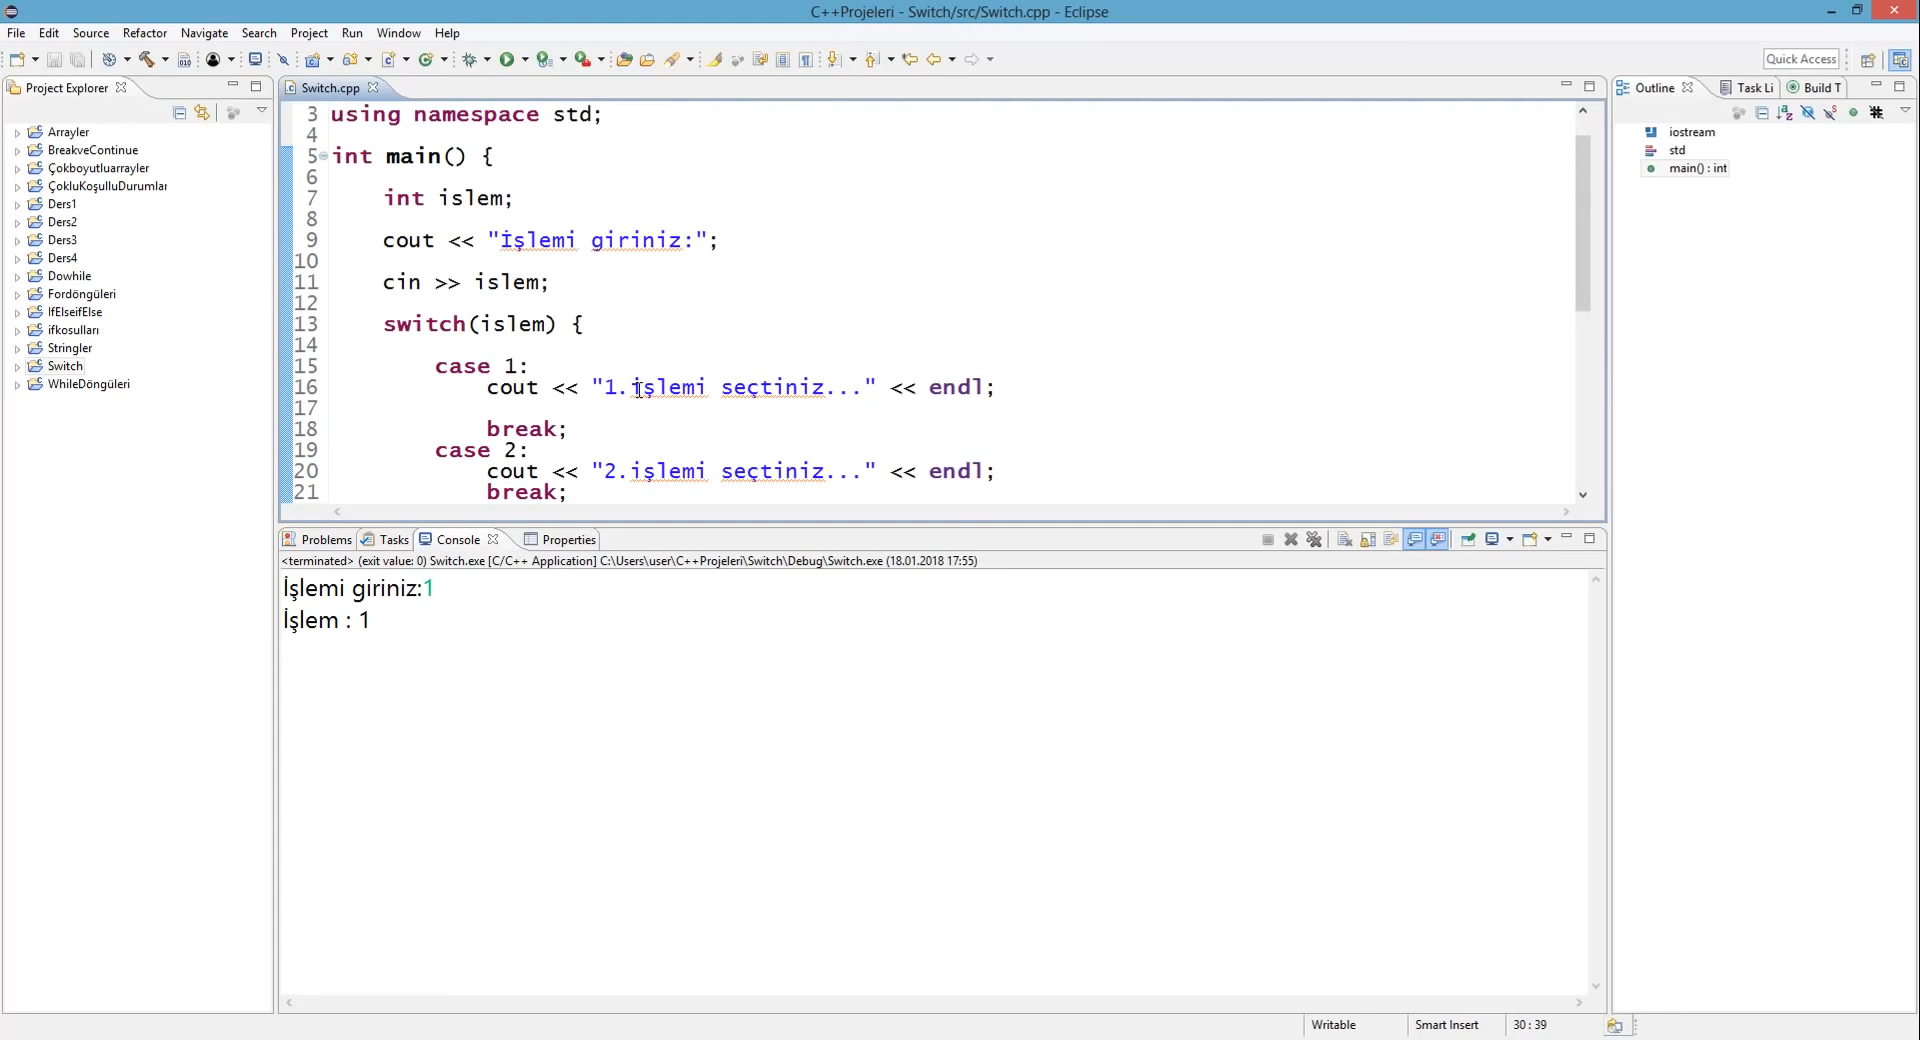 C++Projeleri - Switch/src/Switch.cpp - Eclipse
File Edit Source Refactor Navigate Search Project Run Window Help
Quick Access
Project Explorer
Arrayler
BreakveContinue
Çokboyutluarrayler
ÇokluKoşulluDurumlar
Ders1
Ders2
Ders3
Ders4
Dowhile
Fordöngüleri
IfElseifElse
ifkosulları
Stringler
Switch
WhileDöngüleri
Switch.cpp
3 using namespace std;
4
5 int main() {
6
7 int islem;
8
9 cout << "İşlemi giriniz:";
10
11 cin >> islem;
12
13 switch(islem) {
14
15 case 1:
16 cout << "1.işlemi seçtiniz..." << endl;
17
18 break;
19 case 2:
20 cout << "2.işlemi seçtiniz..." << endl;
21 break;
Outline Task Li Build T
iostream
std
main() : int
Problems Tasks Console Properties
<terminated> (exit value: 0) Switch.exe [C/C++ Application] C:\Users\user\C++Projeleri\Switch\Debug\Switch.exe (18.01.2018 17:55)
İşlemi giriniz:1
İşlem : 1
Writable Smart Insert 30 : 39